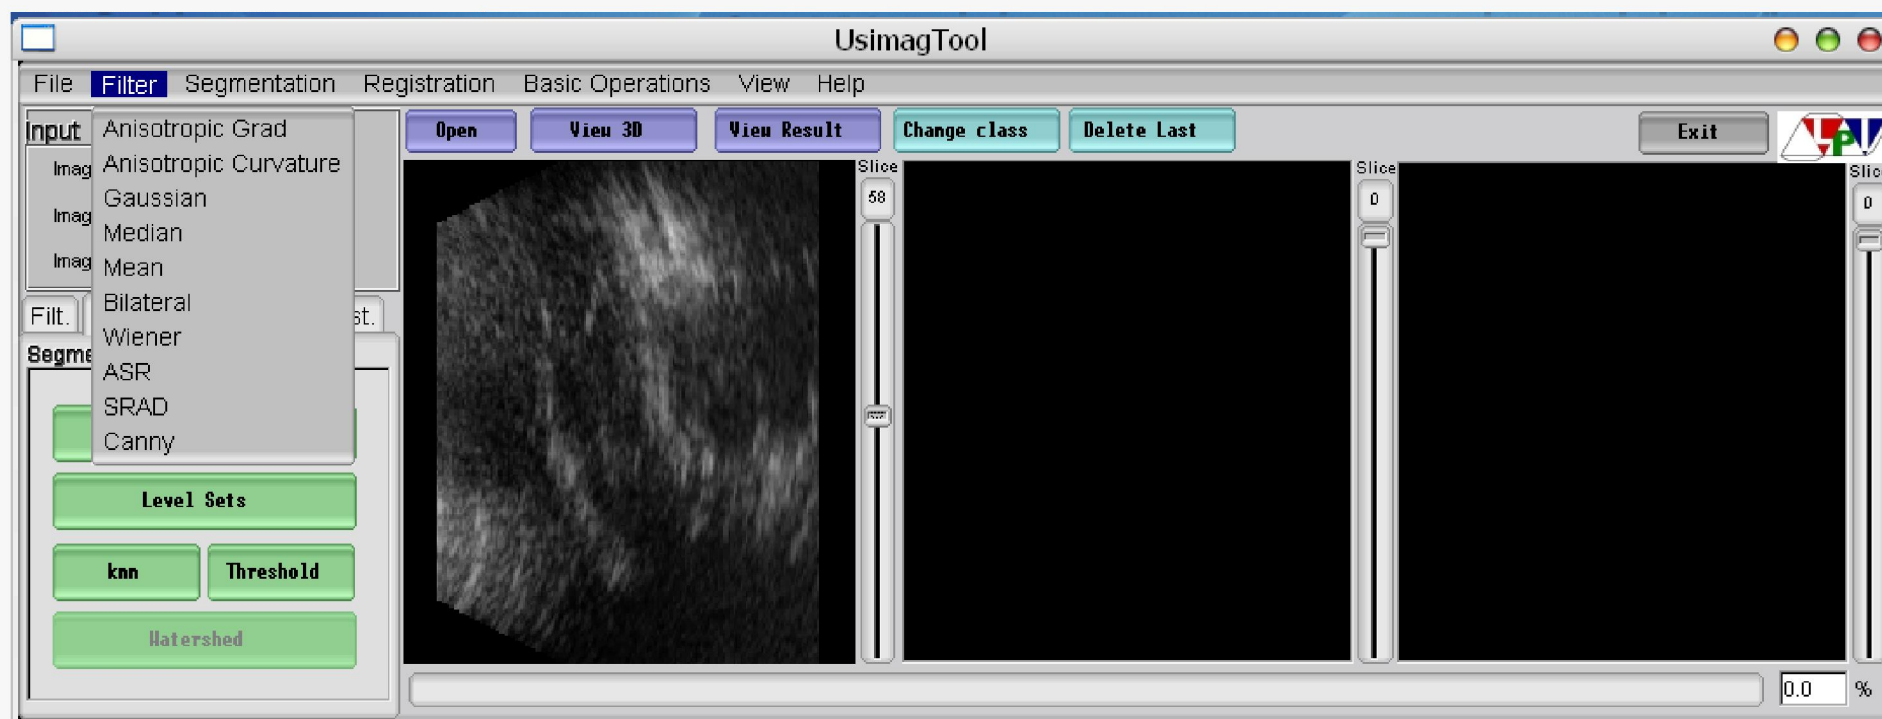 UsimagTool
File Filter Segmentation Registration Basic Operations View Help
Input
Open View 3D View Result Change class Delete Last Exit
Anisotropic Grad
Anisotropic Curvature
Gaussian
Median
Mean
Bilateral
Wiener
ASR
SRAD
Canny
Imag
Imag
Imag
Filt. st.
Segme
Level Sets
knn Threshold
Watershed
Slice
58
Slice
0
Slic
0
LPI
0.0 %